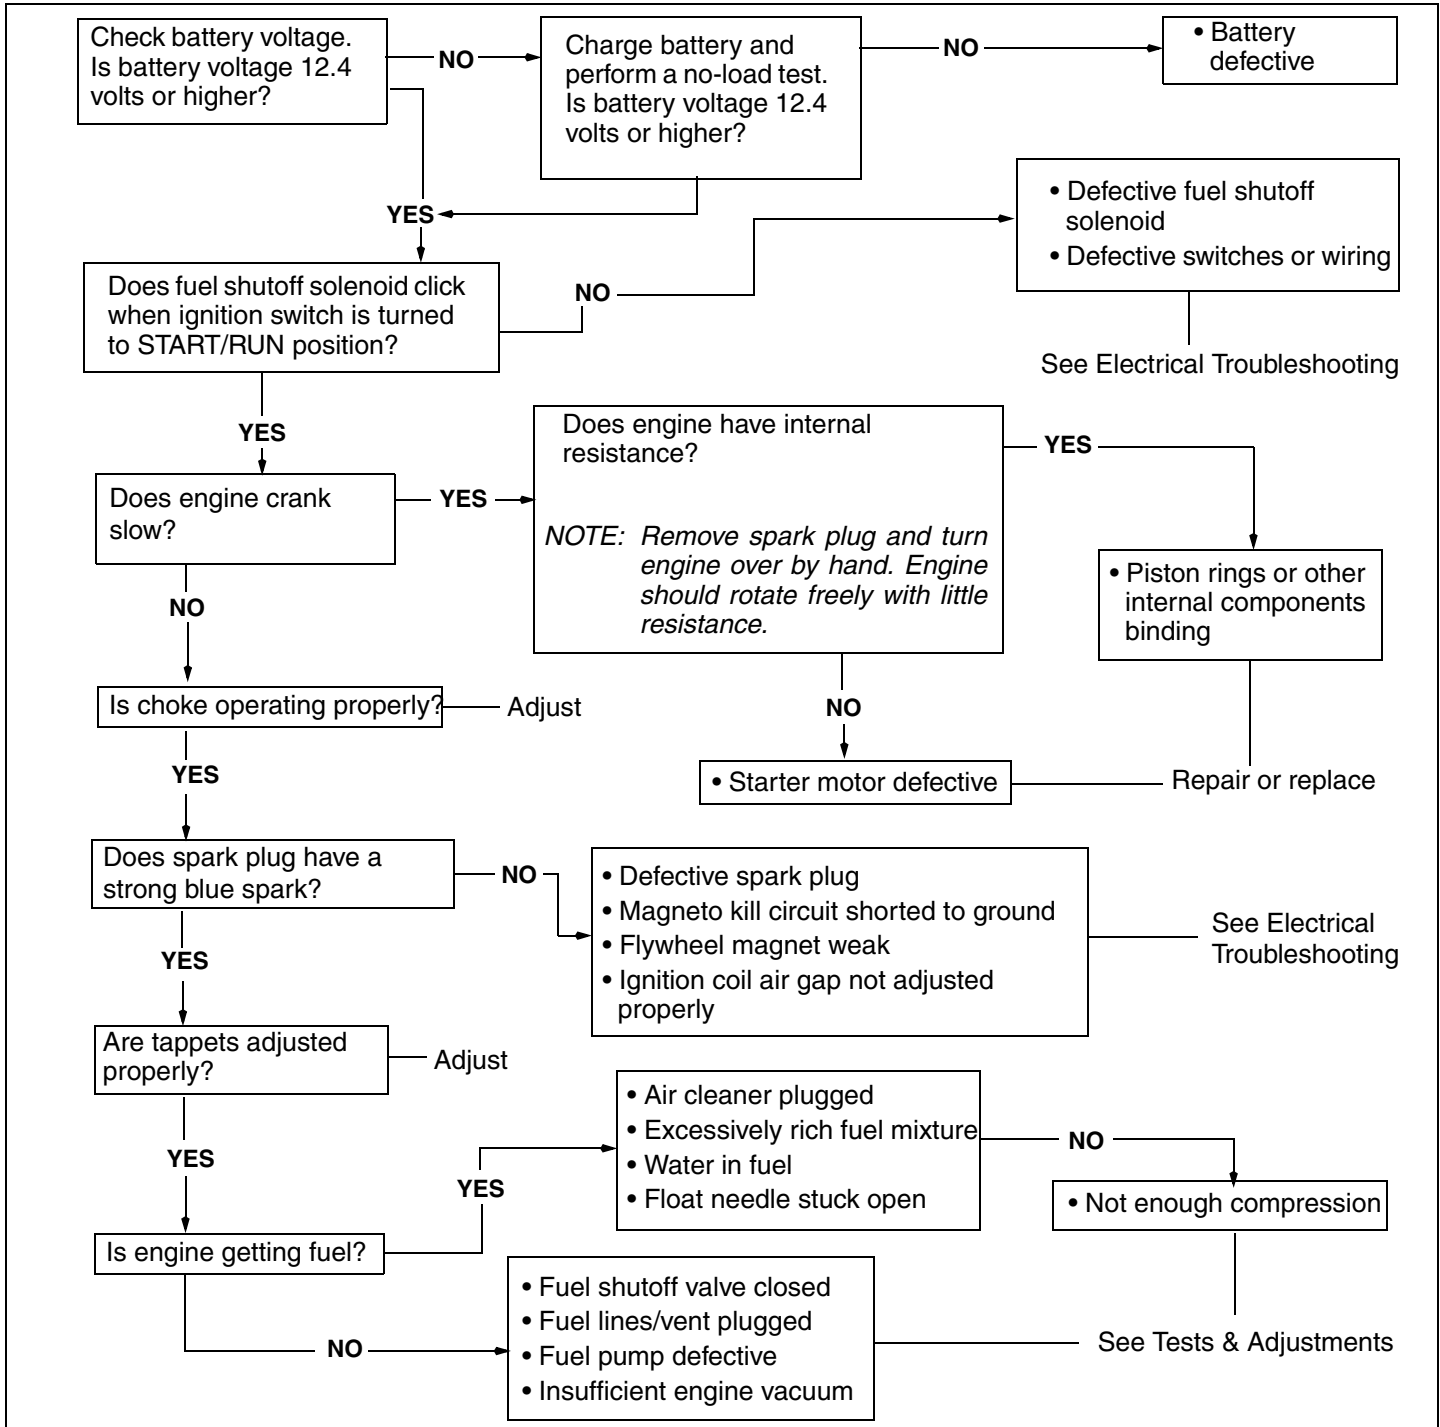 Check battery voltage.
Is battery voltage 12.4
volts or higher?
NO
Charge battery and
perform a no-load test.
Is battery voltage 12.4
volts or higher?
NO
• Battery
defective
YES
• Defective fuel shutoff
solenoid
• Defective switches or wiring
See Electrical Troubleshooting
Does fuel shutoff solenoid click
when ignition switch is turned
to START/RUN position?
NO
YES
Does engine crank
slow?
YES
Does engine have internal
resistance?
NOTE: Remove spark plug and turn
engine over by hand. Engine
should rotate freely with little
resistance.
YES
• Piston rings or other
internal components
binding
NO
NO
• Starter motor defective
Repair or replace
Is choke operating properly?
Adjust
YES
Does spark plug have a
strong blue spark?
NO
• Defective spark plug
• Magneto kill circuit shorted to ground
• Flywheel magnet weak
• Ignition coil air gap not adjusted
properly
See Electrical
Troubleshooting
YES
Are tappets adjusted
properly?
Adjust
YES
Is engine getting fuel?
YES
• Air cleaner plugged
• Excessively rich fuel mixture
• Water in fuel
• Float needle stuck open
NO
• Not enough compression
NO
• Fuel shutoff valve closed
• Fuel lines/vent plugged
• Fuel pump defective
• Insufficient engine vacuum
See Tests & Adjustments